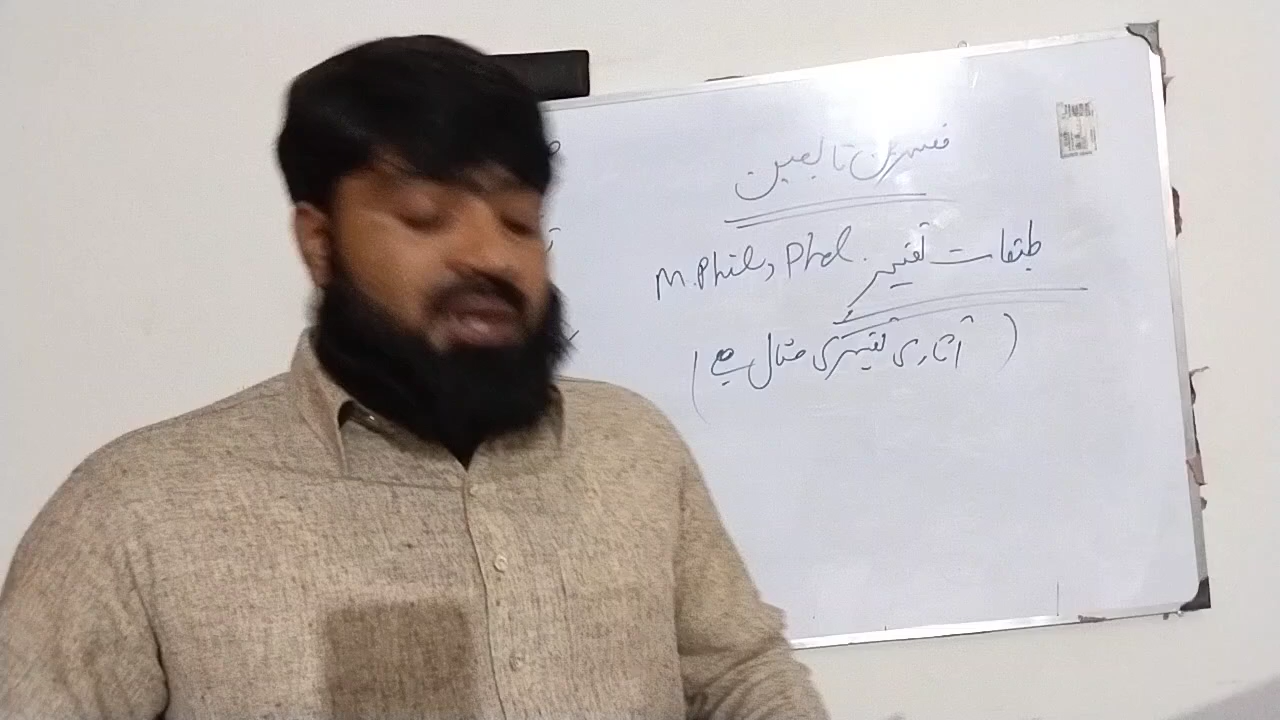 مفسرین تابعین
طبقات تفسیر M.Phil, Phd.
(آثاری تفسیر کی مثال ہے)